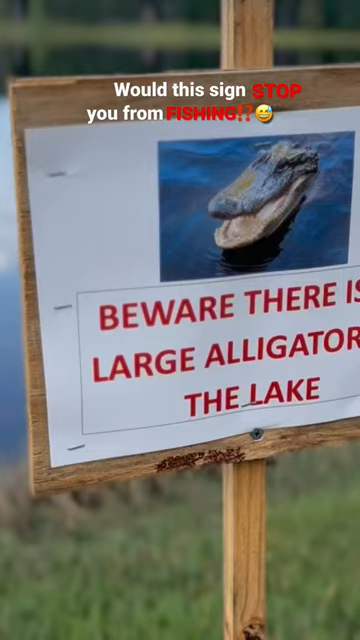 Would this sign STOP
you from FISHING⁉️😅
BEWARE THERE IS
LARGE ALLIGATOR
THE LAKE